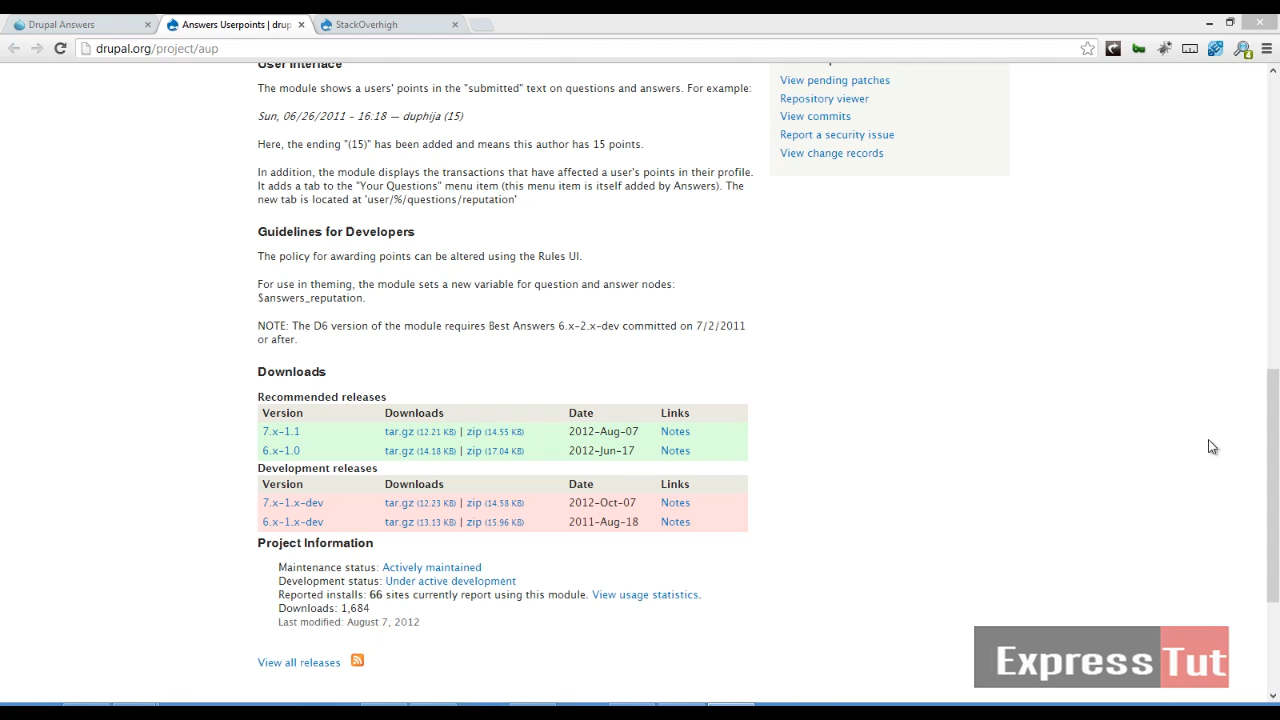 Drupal Answers
Answers Userpoints | drup
StackOverhigh
drupal.org/project/aup
User Interface
The module shows a users' points in the "submitted" text on questions and answers. For example:
Sun, 06/26/2011 - 16:18 — duphija (15)
Here, the ending "(15)" has been added and means this author has 15 points.
In addition, the module displays the transactions that have affected a user's points in their profile.
It adds a tab to the "Your Questions" menu item (this menu item is itself added by Answers). The
new tab is located at 'user/%/questions/reputation'
View pending patches
Repository viewer
View commits
Report a security issue
View change records
Guidelines for Developers
The policy for awarding points can be altered using the Rules UI.
For use in theming, the module sets a new variable for question and answer nodes:
$answers_reputation.
NOTE: The D6 version of the module requires Best Answers 6.x-2.x-dev committed on 7/2/2011
or after.
Downloads
Recommended releases
Version Downloads Date Links
7.x-1.1 tar.gz (12.21 KB) | zip (14.55 KB) 2012-Aug-07 Notes
6.x-1.0 tar.gz (14.18 KB) | zip (17.04 KB) 2012-Jun-17 Notes
Development releases
Version Downloads Date Links
7.x-1.x-dev tar.gz (12.23 KB) | zip (14.58 KB) 2012-Oct-07 Notes
6.x-1.x-dev tar.gz (13.13 KB) | zip (15.96 KB) 2011-Aug-18 Notes
Project Information
Maintenance status: Actively maintained
Development status: Under active development
Reported installs: 66 sites currently report using this module. View usage statistics.
Downloads: 1,684
Last modified: August 7, 2012
View all releases
Express Tut